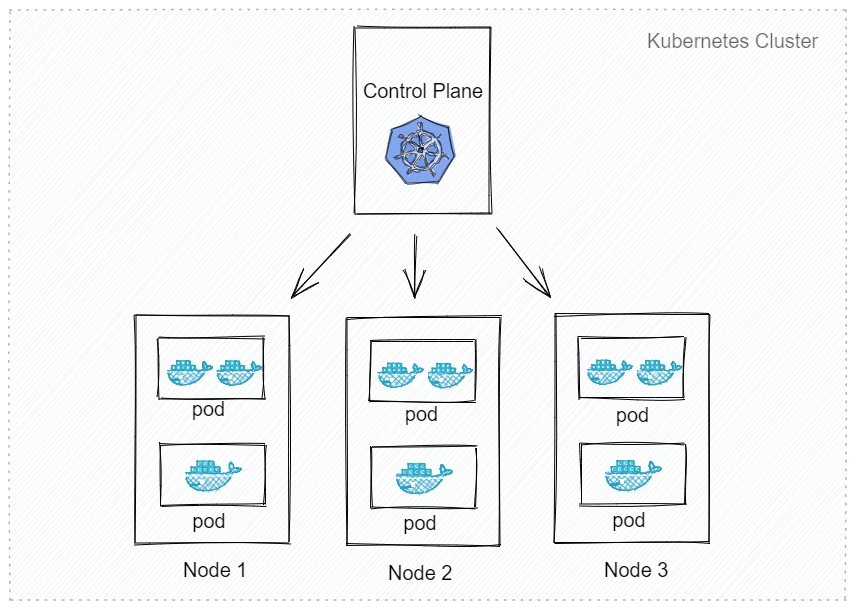 Kubernetes Cluster
Control Plane
pod
pod
pod
pod
pod
pod
Node 1
Node 2
Node 3